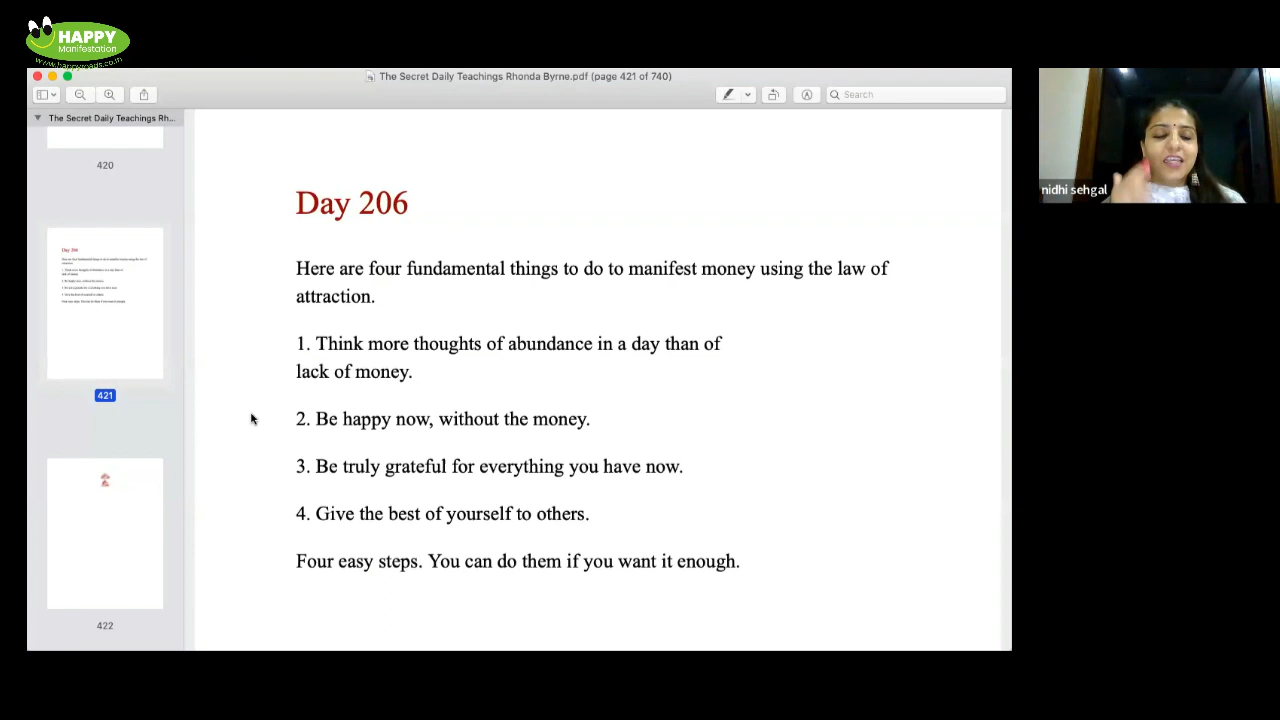 HAPPY
Manifestation
www.happyroads.co.in
The Secret Daily Teachings Rhonda Byrne.pdf (page 421 of 740)
Search
The Secret Daily Teachings Rh...
420
Day 206
Here are four fundamental things to do to manifest money using the law of
attraction.
1. Think more thoughts of abundance in a day than of
lack of money.
2. Be happy now, without the money.
3. Be truly grateful for everything you have now.
4. Give the best of yourself to others.
Four easy steps. You can do them if you want it enough.
421
422
nidhi sehgal